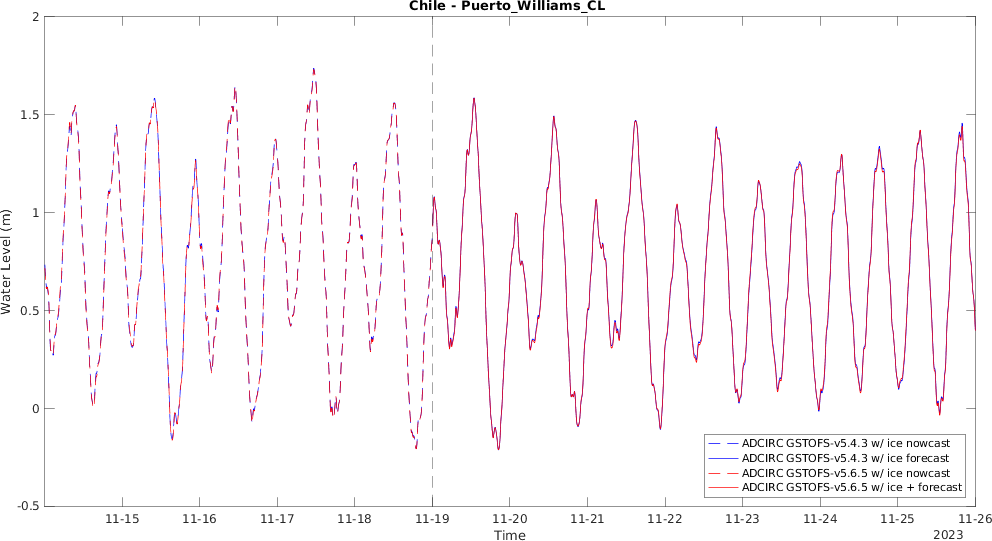 Chile - Puerto_Williams_CL
2
1.5
1
0.5
0
-0.5
Water Level (m)
ADCIRC GSTOFS-v5.4.3 w/ ice nowcast
ADCIRC GSTOFS-v5.4.3 w/ ice forecast
ADCIRC GSTOFS-v5.6.5 w/ ice nowcast
ADCIRC GSTOFS-v5.6.5 w/ ice + forecast
11-15 11-16 11-17 11-18 11-19 11-20 11-21 11-22 11-23 11-24 11-25 11-26
Time
2023